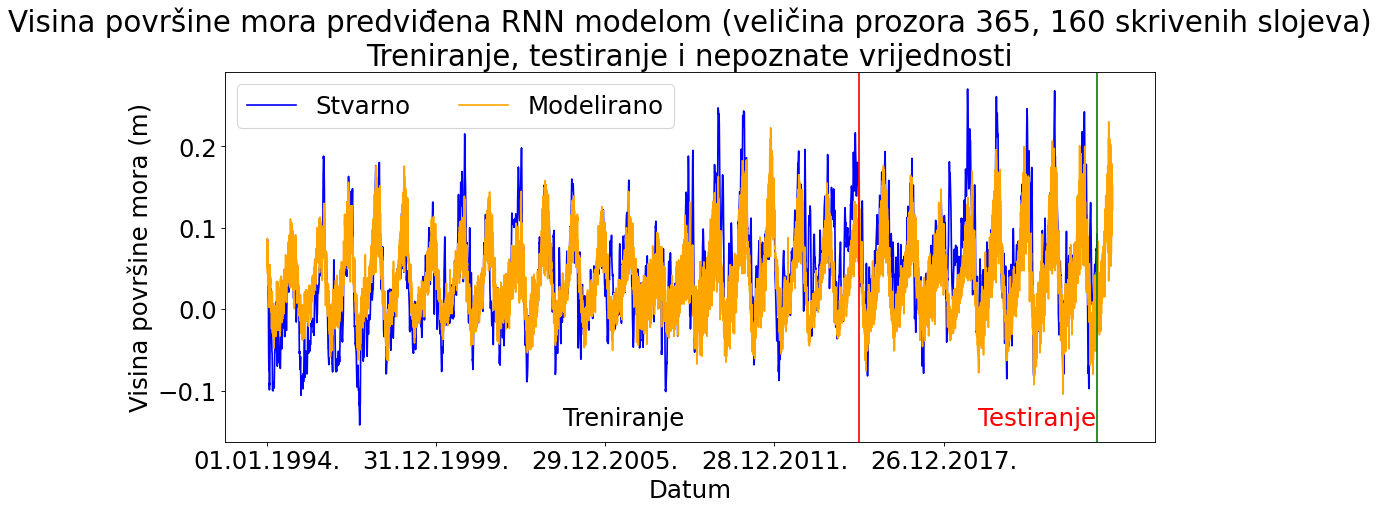 Visina površine mora predviđena RNN modelom (veličina prozora 365, 160 skrivenih slojeva)
Treniranje, testiranje i nepoznate vrijednosti
Stvarno
Modelirano
Visina površine mora (m)
0.2
0.1
0.0
−0.1
Treniranje
Testiranje
01.01.1994.
31.12.1999.
29.12.2005.
28.12.2011.
26.12.2017.
Datum